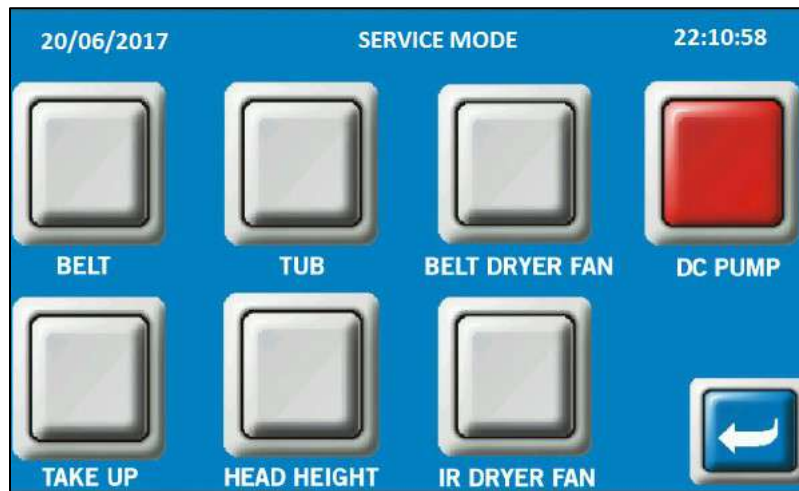 20/06/2017 SERVICE MODE 22:10:58
BELT TUB BELT DRYER FAN DC PUMP
TAKE UP HEAD HEIGHT IR DRYER FAN